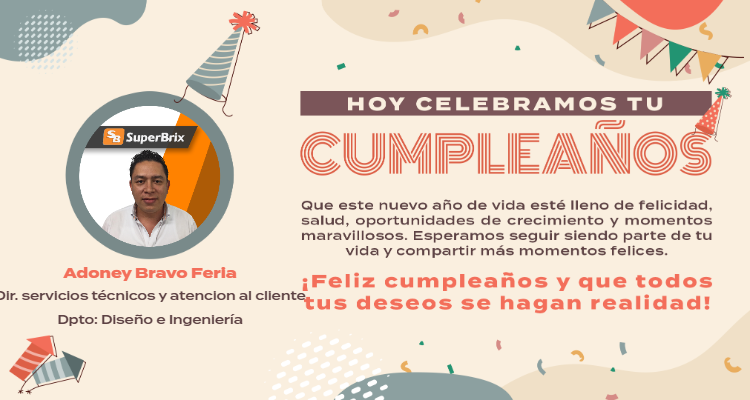 HOY CELEBRAMOS TU
CUMPLEAÑOS
SB SuperBrix
Que este nuevo año de vida esté lleno de felicidad,
salud, oportunidades de crecimiento y momentos
maravillosos. Esperamos seguir siendo parte de tu
vida y compartir más momentos felices.
¡Feliz cumpleaños y que todos
tus deseos se hagan realidad!
Adoney Bravo Ferla
Dir. servicios técnicos y atencion al cliente
Dpto: Diseño e Ingeniería